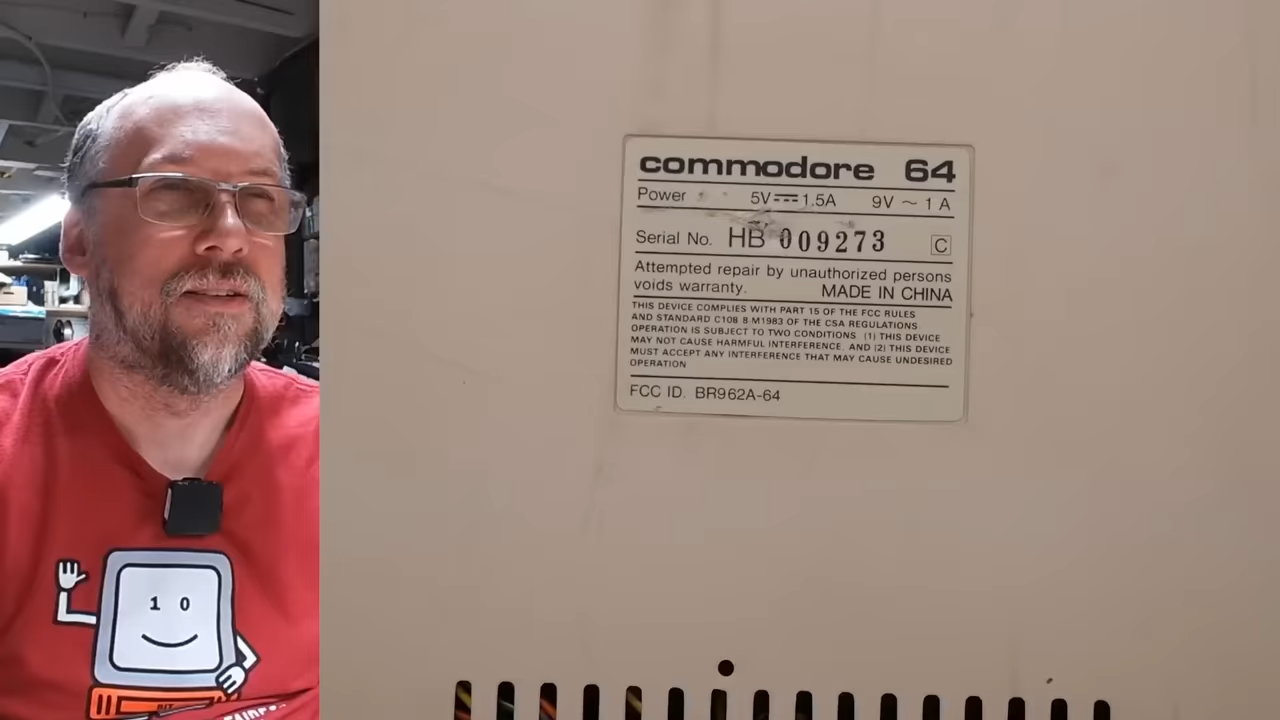 commodore 64
Power 5V⎓1.5A 9V ~ 1 A
Serial No. HB 009273 C
Attempted repair by unauthorized persons
voids warranty. MADE IN CHINA
THIS DEVICE COMPLIES WITH PART 15 OF THE FCC RULES
AND STANDARD C108 8-M1983 OF THE CSA REGULATIONS
OPERATION IS SUBJECT TO TWO CONDITIONS (1) THIS DEVICE
MAY NOT CAUSE HARMFUL INTERFERENCE, AND (2) THIS DEVICE
MUST ACCEPT ANY INTERFERENCE THAT MAY CAUSE UNDESIRED
OPERATION
FCC ID. BR962A-64
1 0